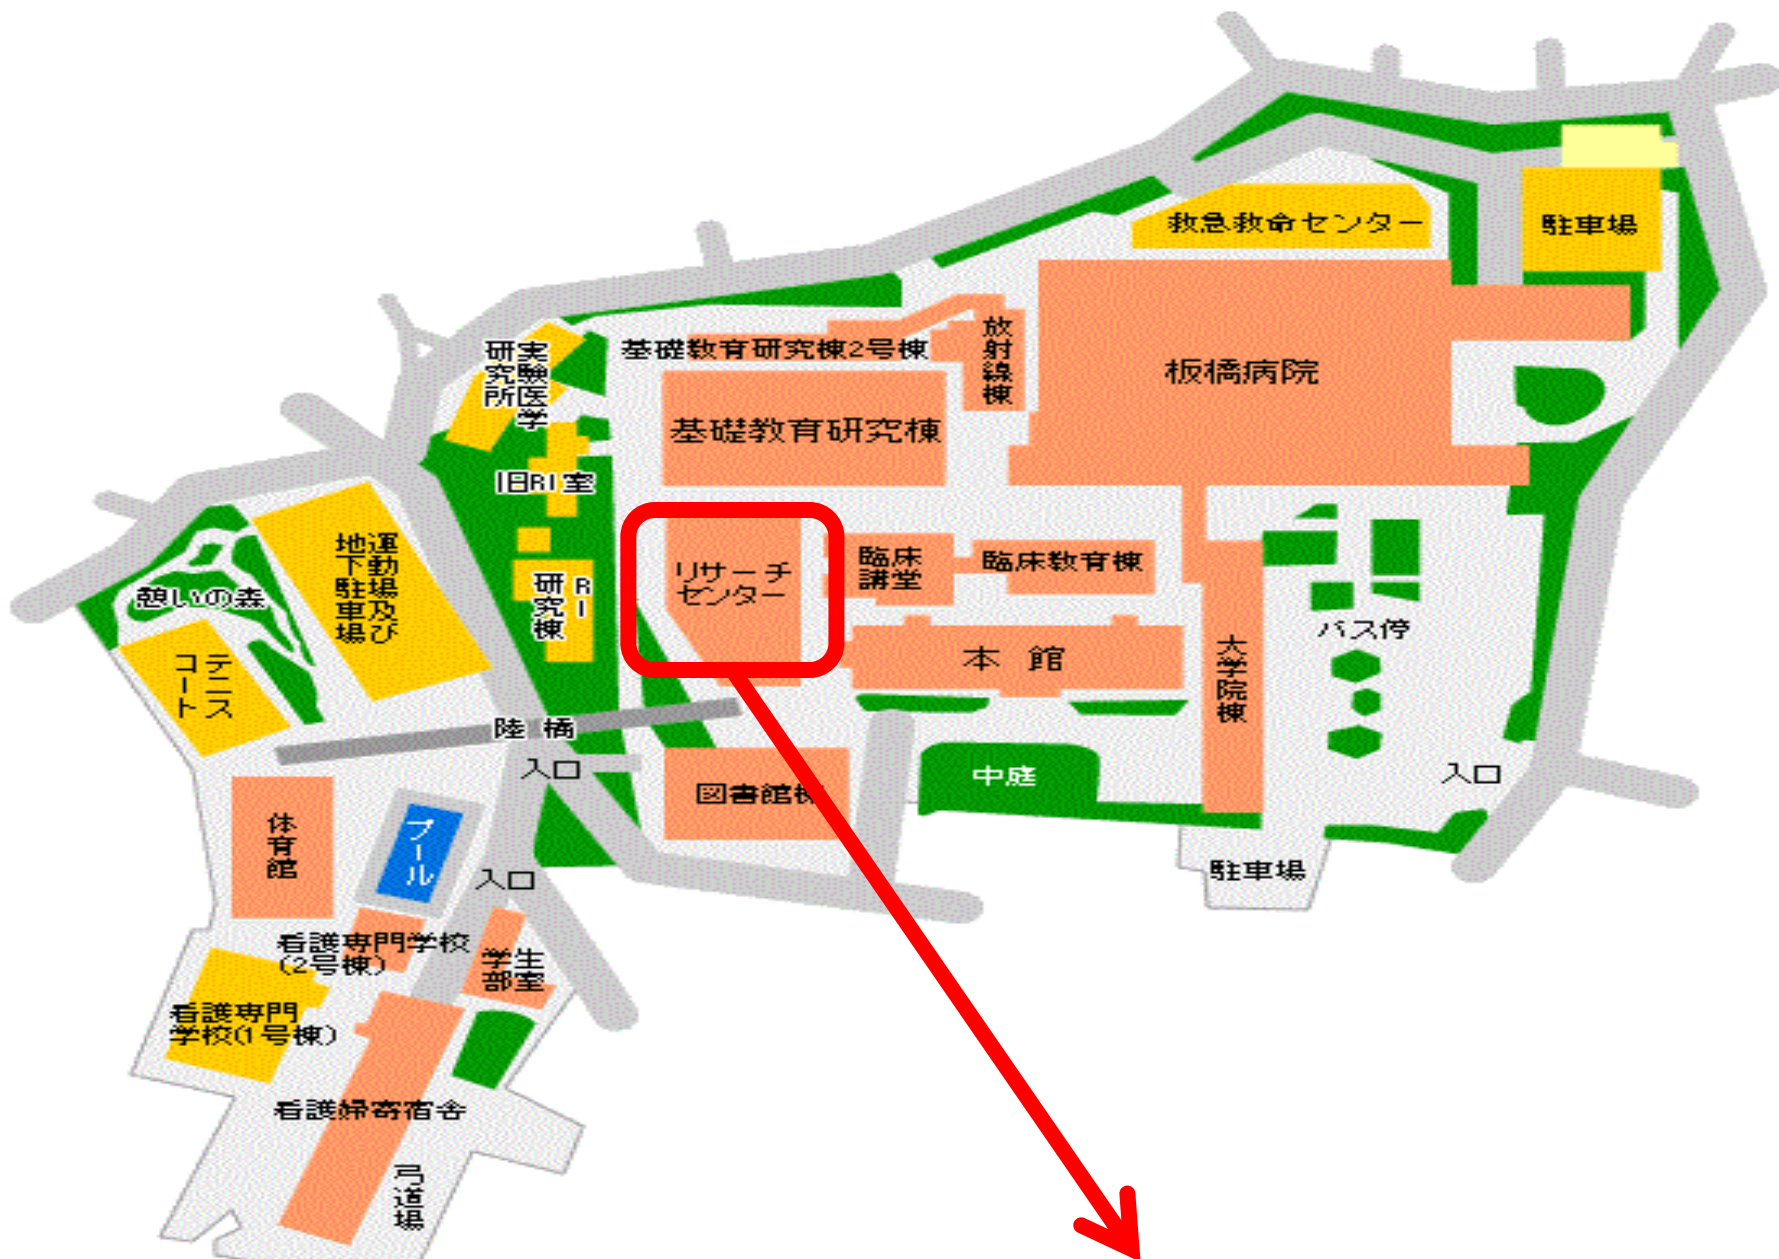 救急救命センター
駐車場
実験医学
研究所
基礎教育研究棟2号棟
放射線棟
板橋病院
基礎教育研究棟
旧RI室
運動場及び
地下駐車場
憩いの森
RI
研究棟
リサーチ
センター
臨床
講堂
臨床教育棟
バス停
テニス
コート
本館
大学院棟
陸橋
入口
図書館棟
中庭
入口
体育館
プール
入口
駐車場
看護専門学校
(2号棟)
学生
部室
看護専門
学校(1号棟)
看護婦寄宿舎
弓道場